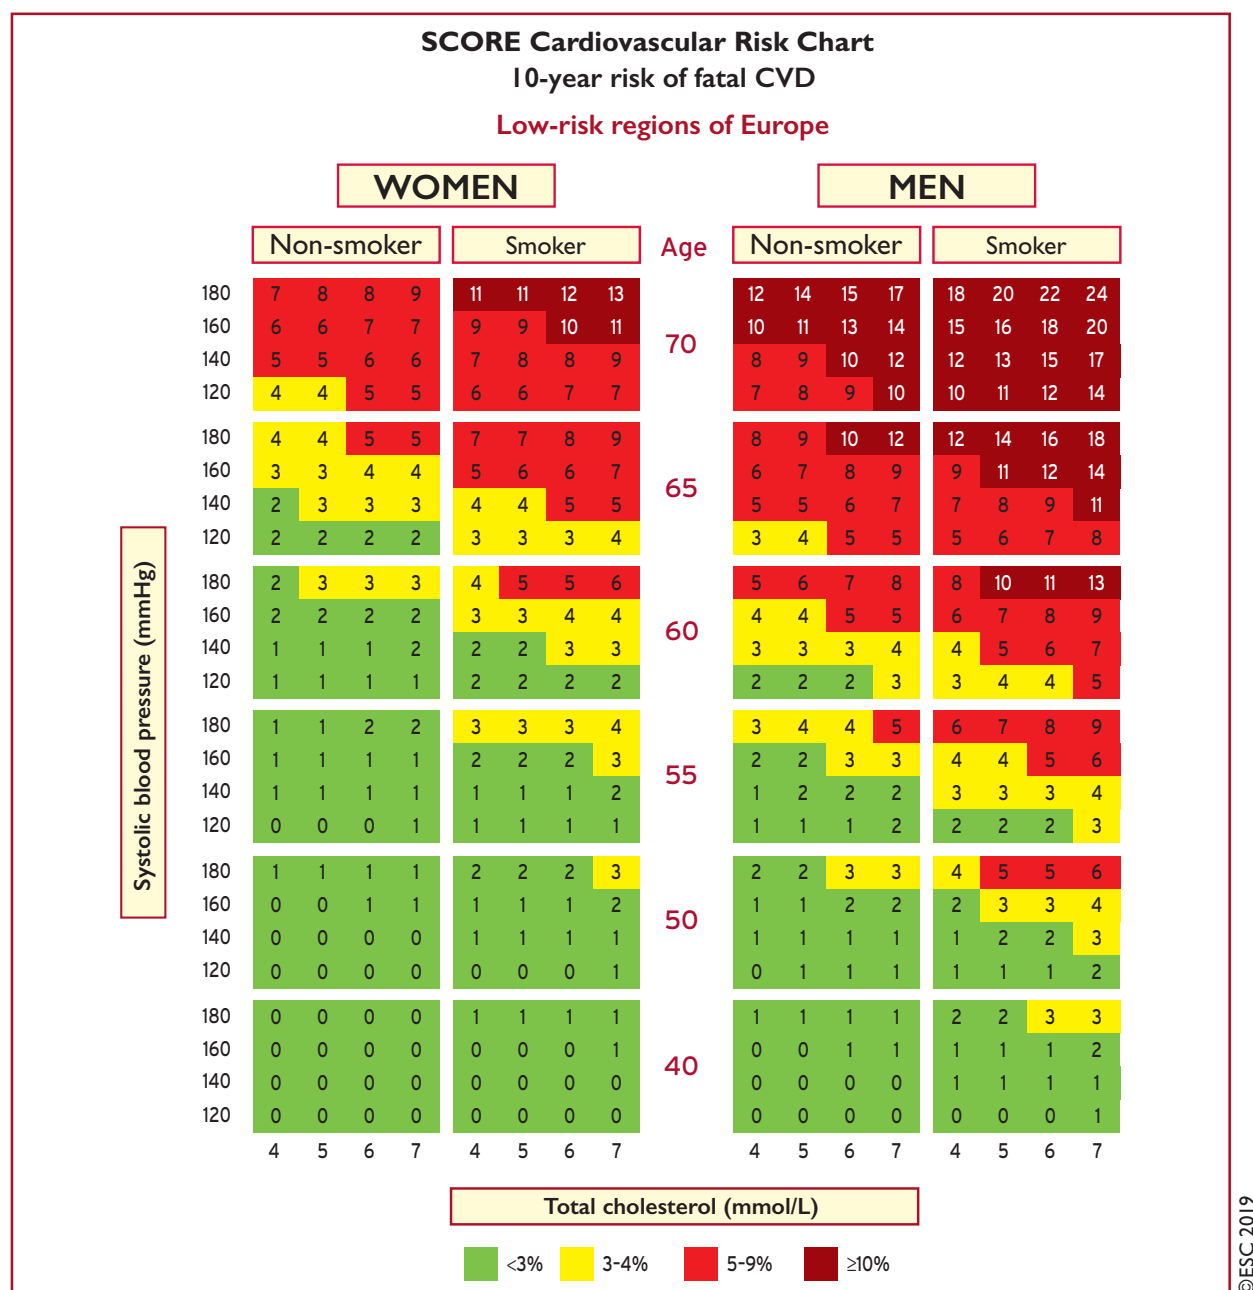 SCORE Cardiovascular Risk Chart
10-year risk of fatal CVD
Low-risk regions of Europe
WOMEN MEN
Non-smoker Smoker Age Non-smoker Smoker
180 7 8 8 9 11 11 12 13 12 14 15 17 18 20 22 24
160 6 6 7 7 9 9 10 11 10 11 13 14 15 16 18 20
70
140 5 5 6 6 7 8 8 9 8 9 10 12 12 13 15 17
120 4 4 5 5 6 6 7 7 7 8 9 10 10 11 12 14
180 4 4 5 5 7 7 8 9 8 9 10 12 12 14 16 18
160 3 3 4 4 5 6 6 7 6 7 8 9 9 11 12 14
65
140 2 3 3 3 4 4 5 5 5 5 6 7 7 8 9 11
120 2 2 2 2 3 3 3 4 3 4 5 5 5 6 7 8
Systolic blood pressure (mmHg)
180 2 3 3 3 4 5 5 6 5 6 7 8 8 10 11 13
160 2 2 2 2 3 3 4 4 4 4 5 5 6 7 8 9
60
140 1 1 1 2 2 2 3 3 3 3 3 4 4 5 6 7
120 1 1 1 1 2 2 2 2 2 2 2 3 3 4 4 5
180 1 1 2 2 3 3 3 4 3 4 4 5 6 7 8 9
160 1 1 1 1 2 2 2 3 2 2 3 3 4 4 5 6
55
140 1 1 1 1 1 1 1 2 1 2 2 2 3 3 3 4
120 0 0 0 1 1 1 1 1 1 1 1 2 2 2 2 3
180 1 1 1 1 2 2 2 3 2 2 3 3 4 5 5 6
160 0 0 1 1 1 1 1 2 1 1 2 2 2 3 3 4
50
140 0 0 0 0 1 1 1 1 1 1 1 1 1 2 2 3
120 0 0 0 0 0 0 0 1 0 1 1 1 1 1 1 2
180 0 0 0 0 1 1 1 1 1 1 1 1 2 2 3 3
160 0 0 0 0 0 0 0 1 0 0 1 1 1 1 1 2
40
140 0 0 0 0 0 0 0 0 0 0 0 0 1 1 1 1
120 0 0 0 0 0 0 0 0 0 0 0 0 0 0 0 1
4 5 6 7 4 5 6 7 4 5 6 7 4 5 6 7
Total cholesterol (mmol/L)
<3% 3-4% 5-9% ≥10%
©ESC 2019